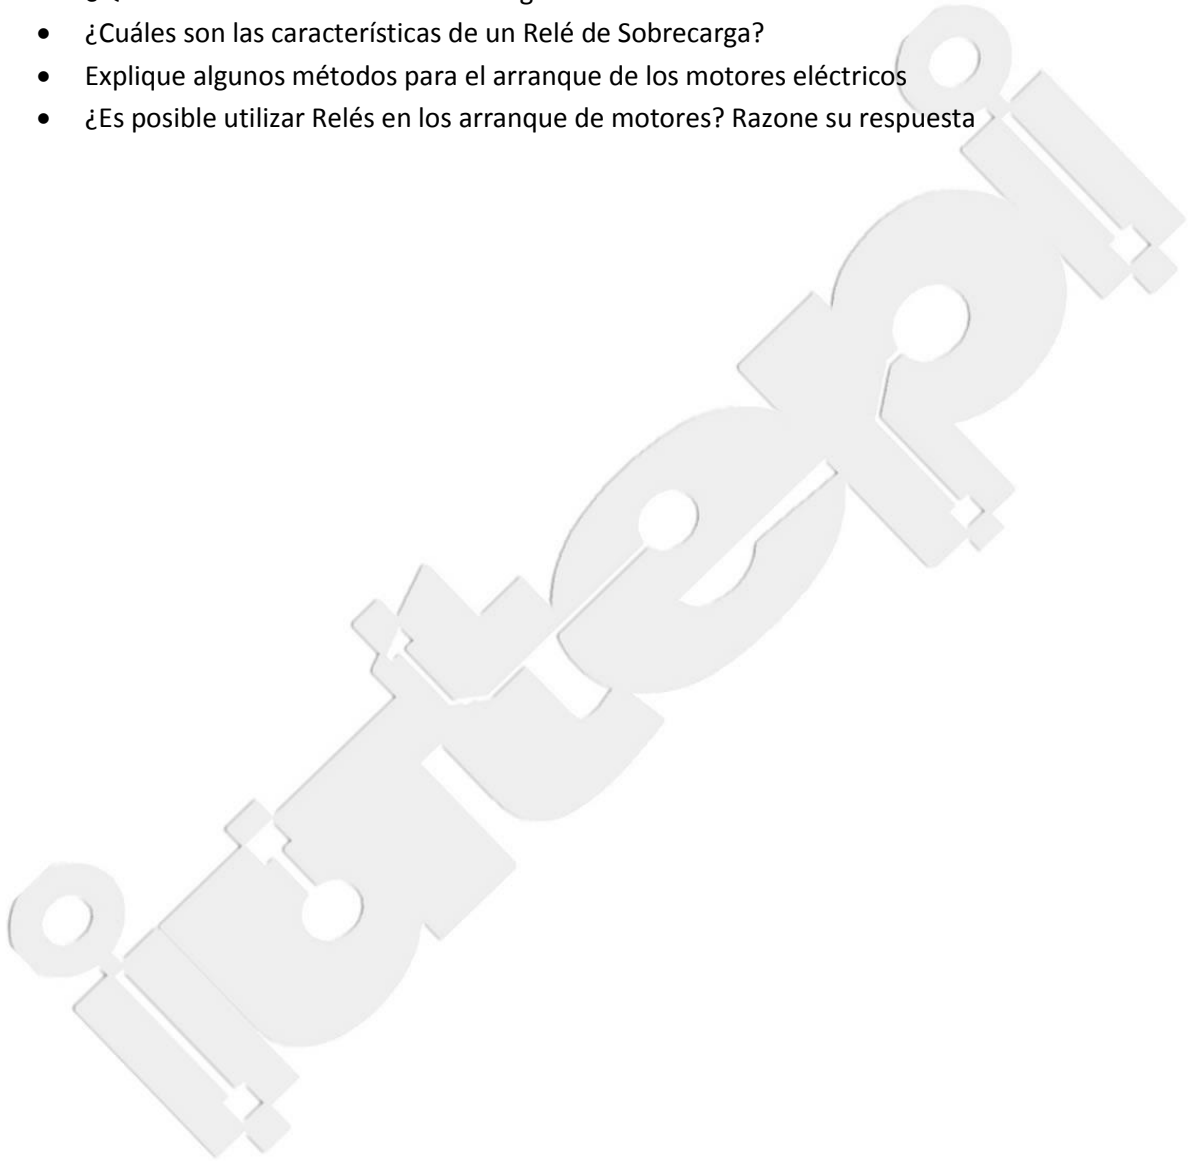 • ¿Cuáles son las características de un Relé de Sobrecarga?
• Explique algunos métodos para el arranque de los motores eléctricos
• ¿Es posible utilizar Relés en los arranque de motores? Razone su respuesta
iutepi